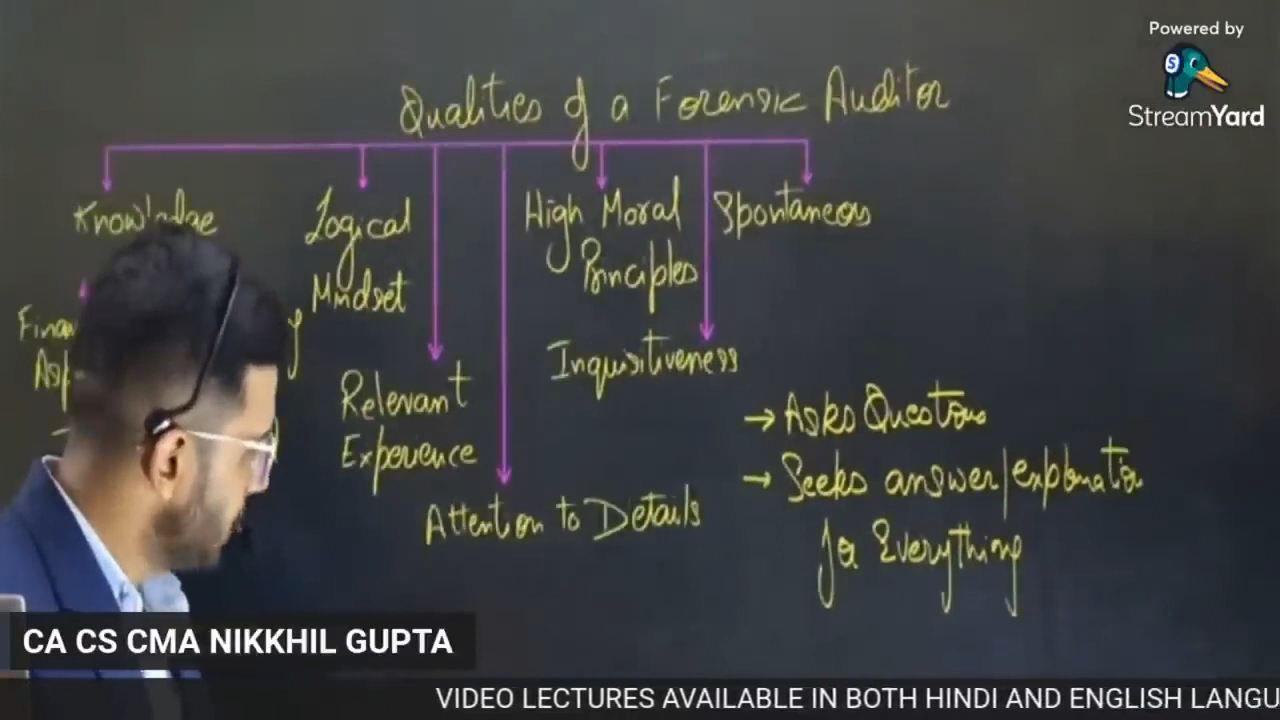 Powered by
StreamYard
Qualities of a Forensic Auditor
Knowledge
Logical
Mindset
High Moral
Principles
Spontaneous
Relevant
Experience
Inquisitiveness
Attention to Details
→ Asks Questions
→ Seeks answer/explanation
for Everything
CA CS CMA NIKKHIL GUPTA
VIDEO LECTURES AVAILABLE IN BOTH HINDI AND ENGLISH LANGU